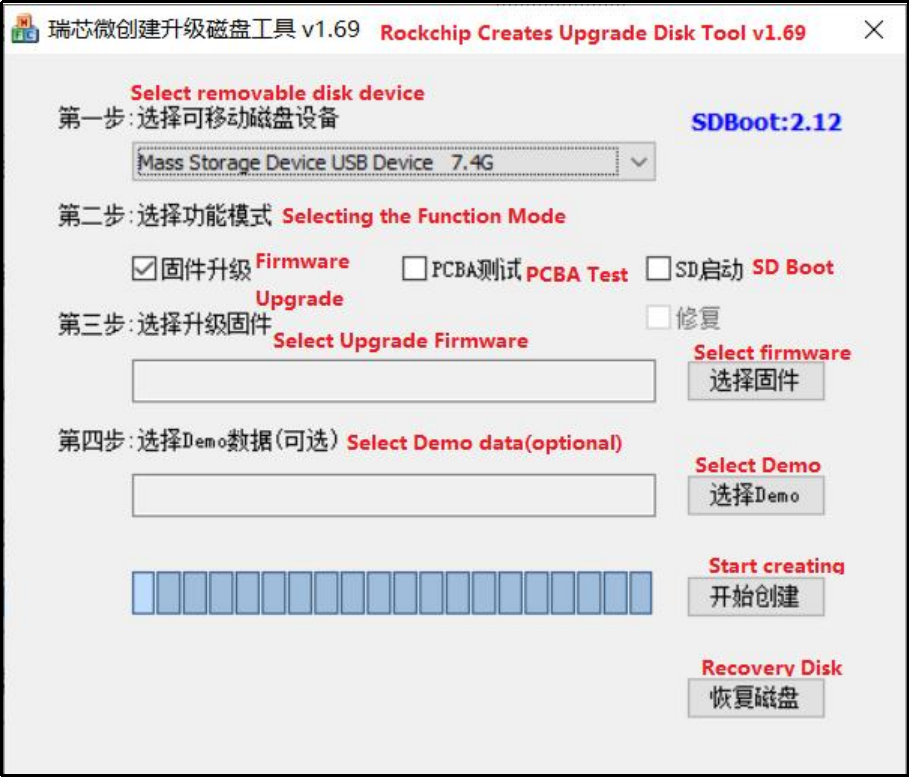 瑞芯微创建升级磁盘工具 v1.69 Rockchip Creates Upgrade Disk Tool v1.69
Select removable disk device
第一步:选择可移动磁盘设备
SDBoot:2.12
Mass Storage Device USB Device 7.4G
第二步:选择功能模式 Selecting the Function Mode
固件升级 Firmware Upgrade
PCBA测试 PCBA Test
SD启动 SD Boot
修复
第三步:选择升级固件
Select Upgrade Firmware
Select firmware
选择固件
第四步:选择Demo数据(可选) Select Demo data(optional)
Select Demo
选择Demo
Start creating
开始创建
Recovery Disk
恢复磁盘